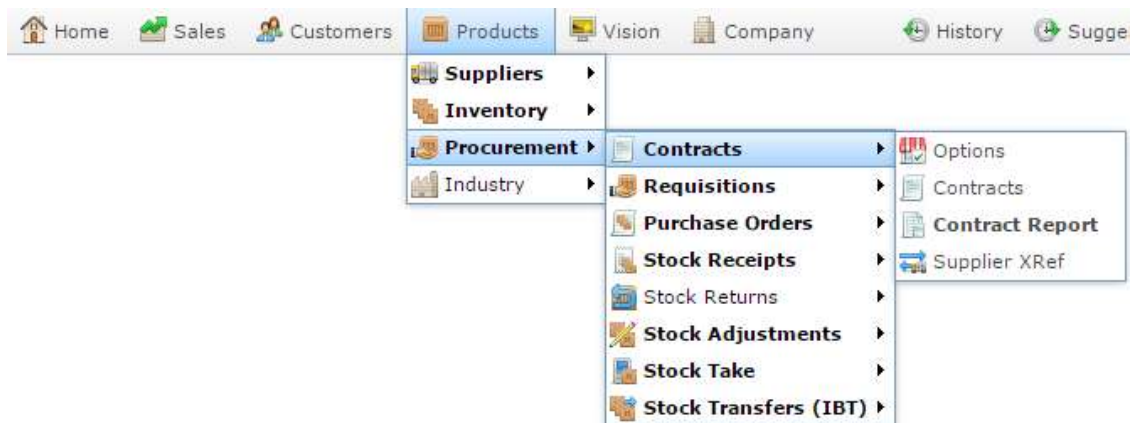 Home Sales Customers Products Vision Company History Sugge
Suppliers
Inventory
Procurement Contracts Options
Industry Requisitions Contracts
Purchase Orders Contract Report
Stock Receipts Supplier XRef
Stock Returns
Stock Adjustments
Stock Take
Stock Transfers (IBT)